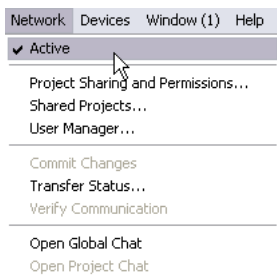 Network Devices Window (1) Help
✔ Active
Project Sharing and Permissions...
Shared Projects...
User Manager...
Commit Changes
Transfer Status...
Verify Communication
Open Global Chat
Open Project Chat